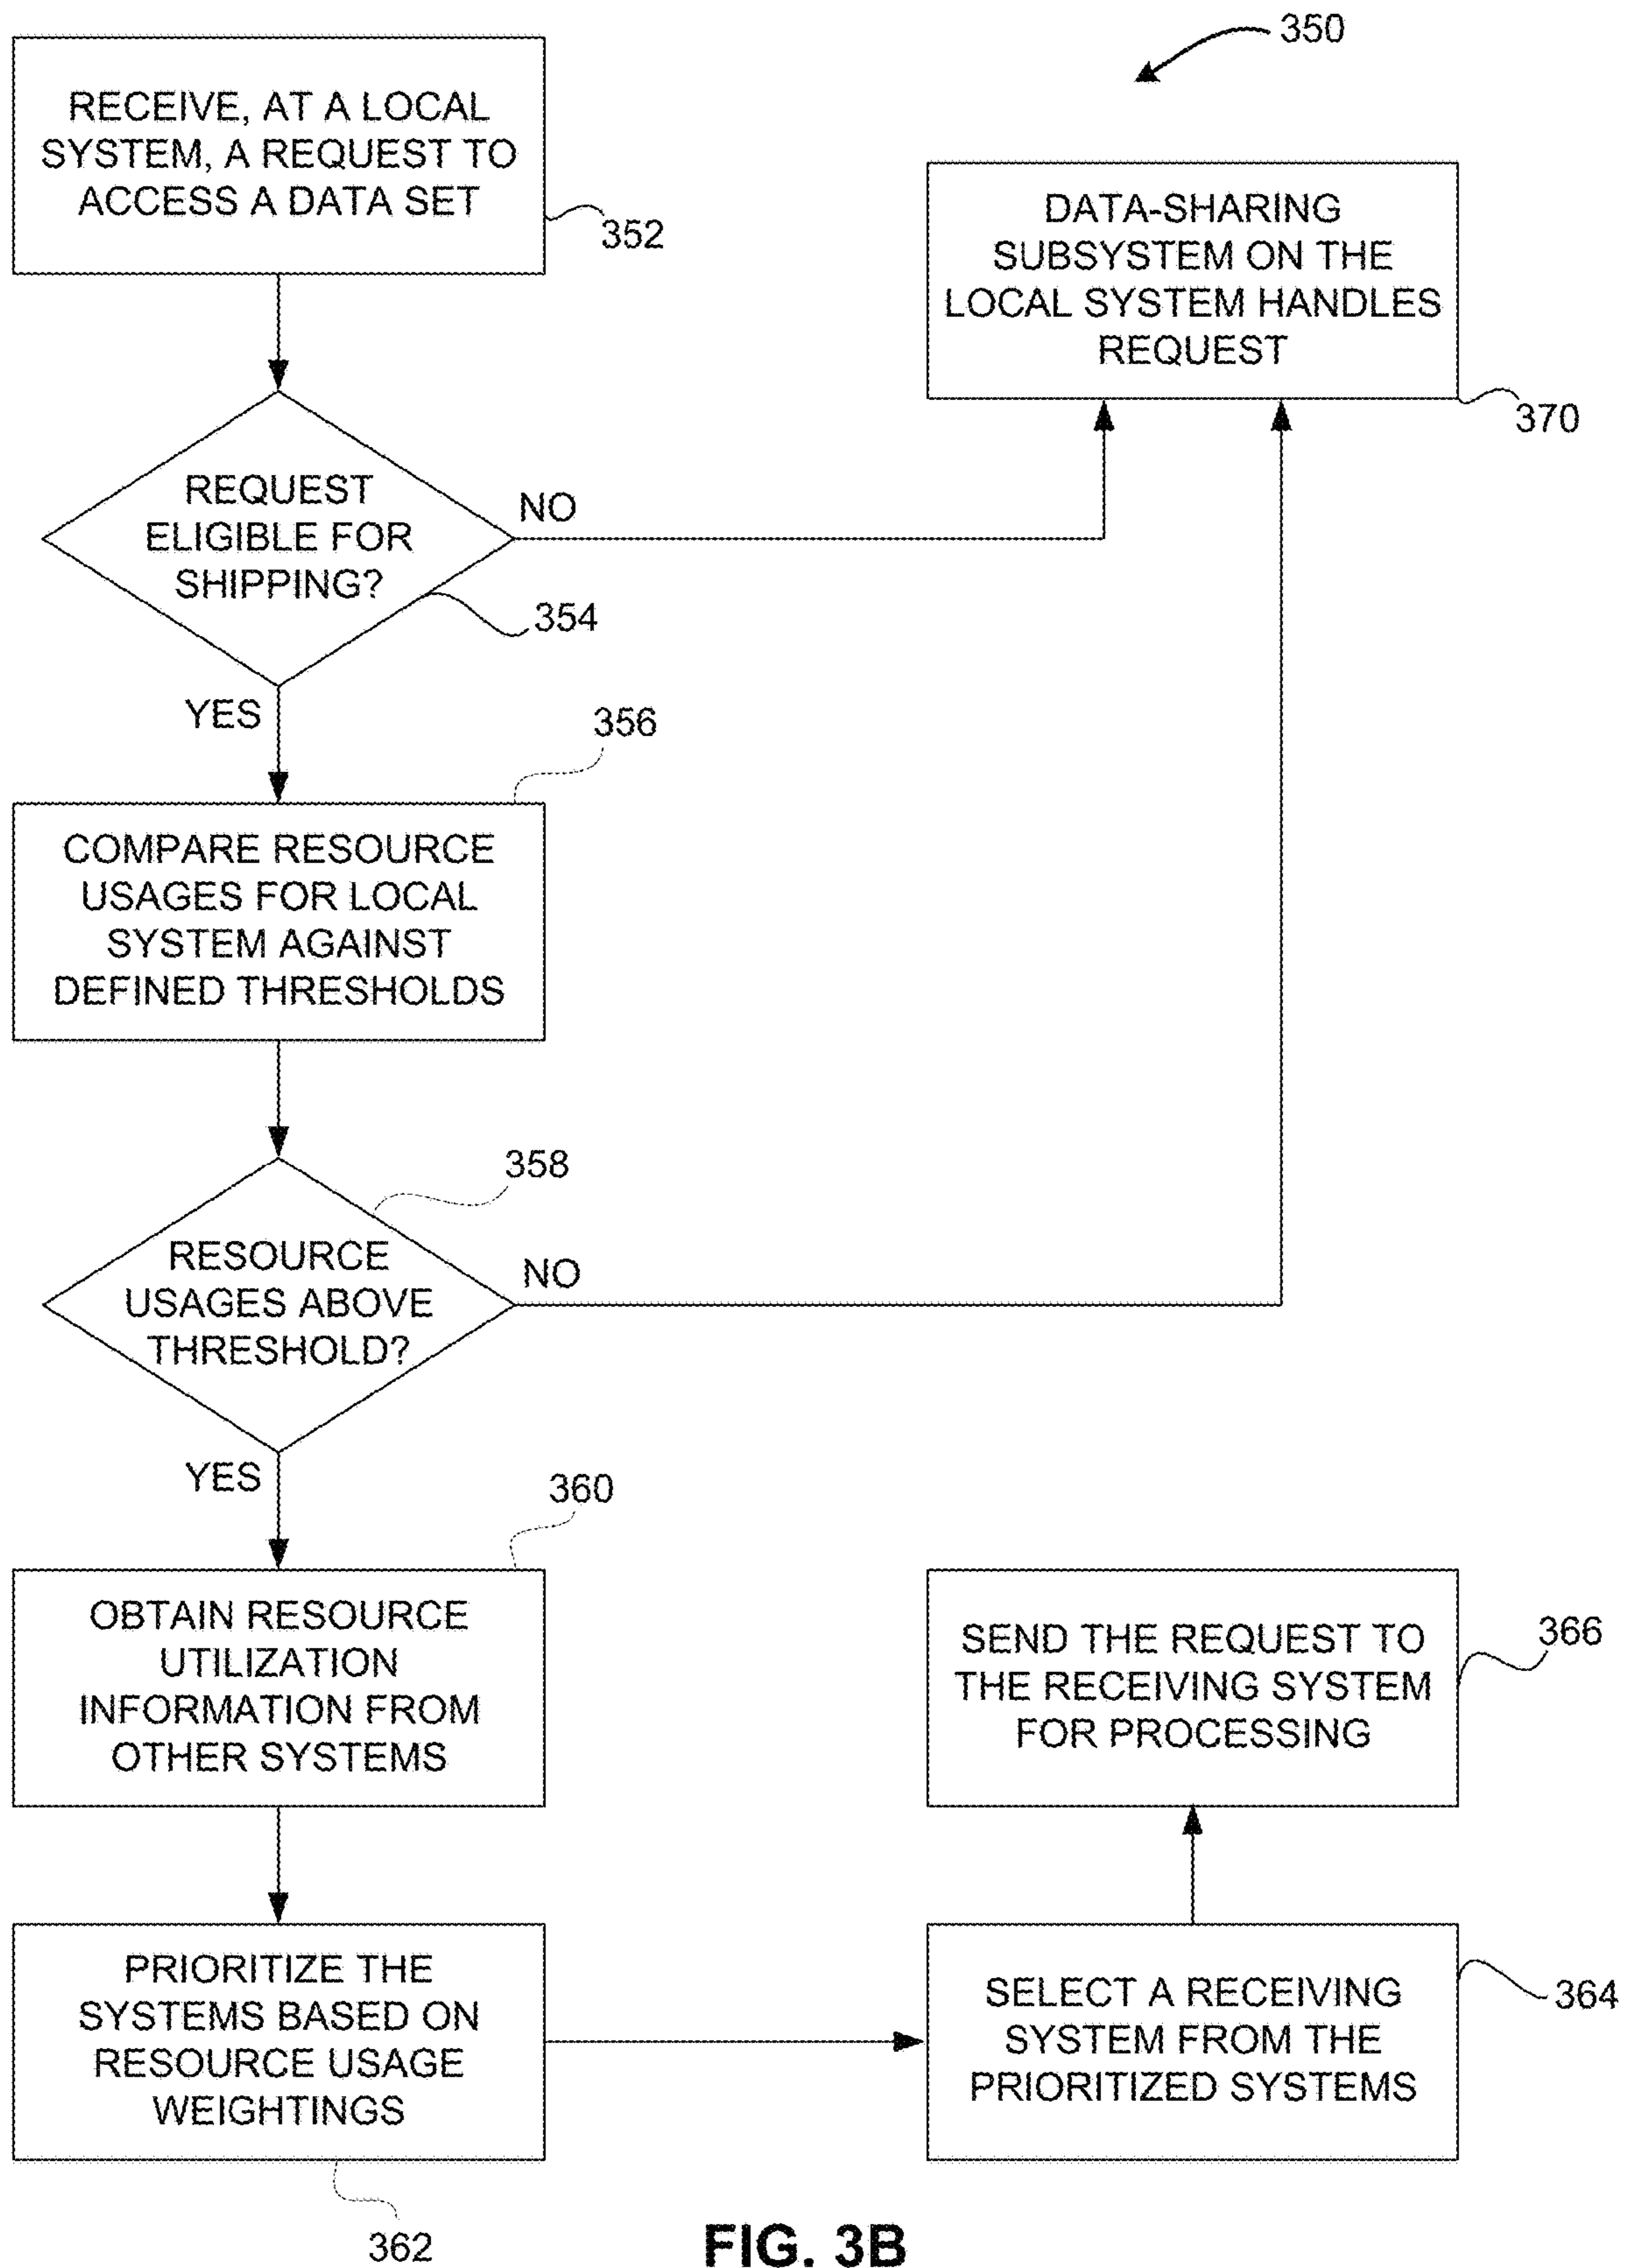 350
RECEIVE, AT A LOCAL
SYSTEM, A REQUEST TO
ACCESS A DATA SET
352
DATA-SHARING
SUBSYSTEM ON THE
LOCAL SYSTEM HANDLES
REQUEST
370
REQUEST
ELIGIBLE FOR
SHIPPING?
NO
354
YES
356
COMPARE RESOURCE
USAGES FOR LOCAL
SYSTEM AGAINST
DEFINED THRESHOLDS
358
RESOURCE
USAGES ABOVE
THRESHOLD?
NO
YES
360
OBTAIN RESOURCE
UTILIZATION
INFORMATION FROM
OTHER SYSTEMS
PRIORITIZE THE
SYSTEMS BASED ON
RESOURCE USAGE
WEIGHTINGS
362
SELECT A RECEIVING
SYSTEM FROM THE
PRIORITIZED SYSTEMS
364
SEND THE REQUEST TO
THE RECEIVING SYSTEM
FOR PROCESSING
366
FIG. 3B